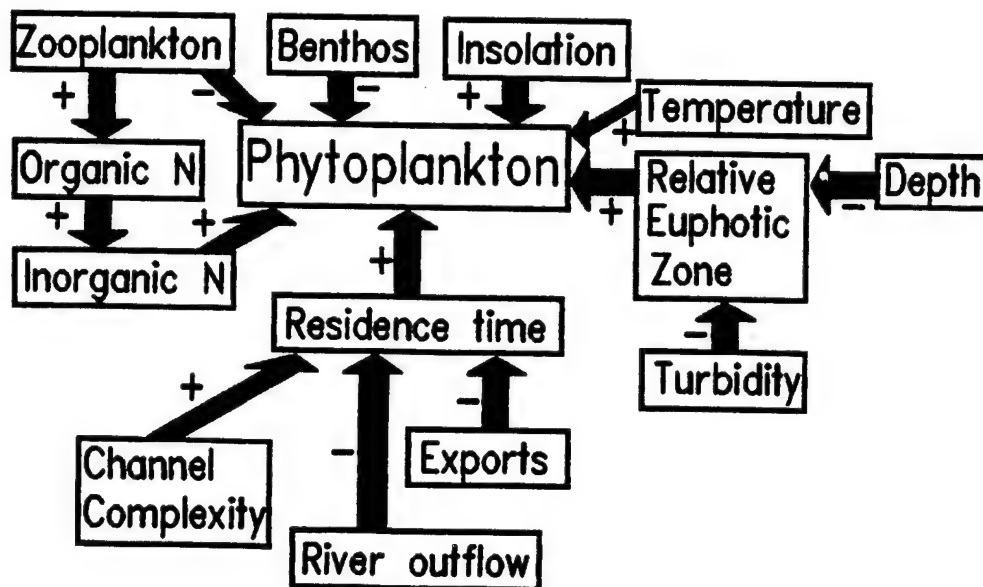 Zooplankton
Benthos
Insolation
+
-
-
+
Temperature
+
Organic N
Phytoplankton
Relative
Euphotic
Zone
Depth
+
-
+
+
Inorganic N
+
Residence time
-
Turbidity
+
-
-
Channel
Complexity
Exports
River outflow